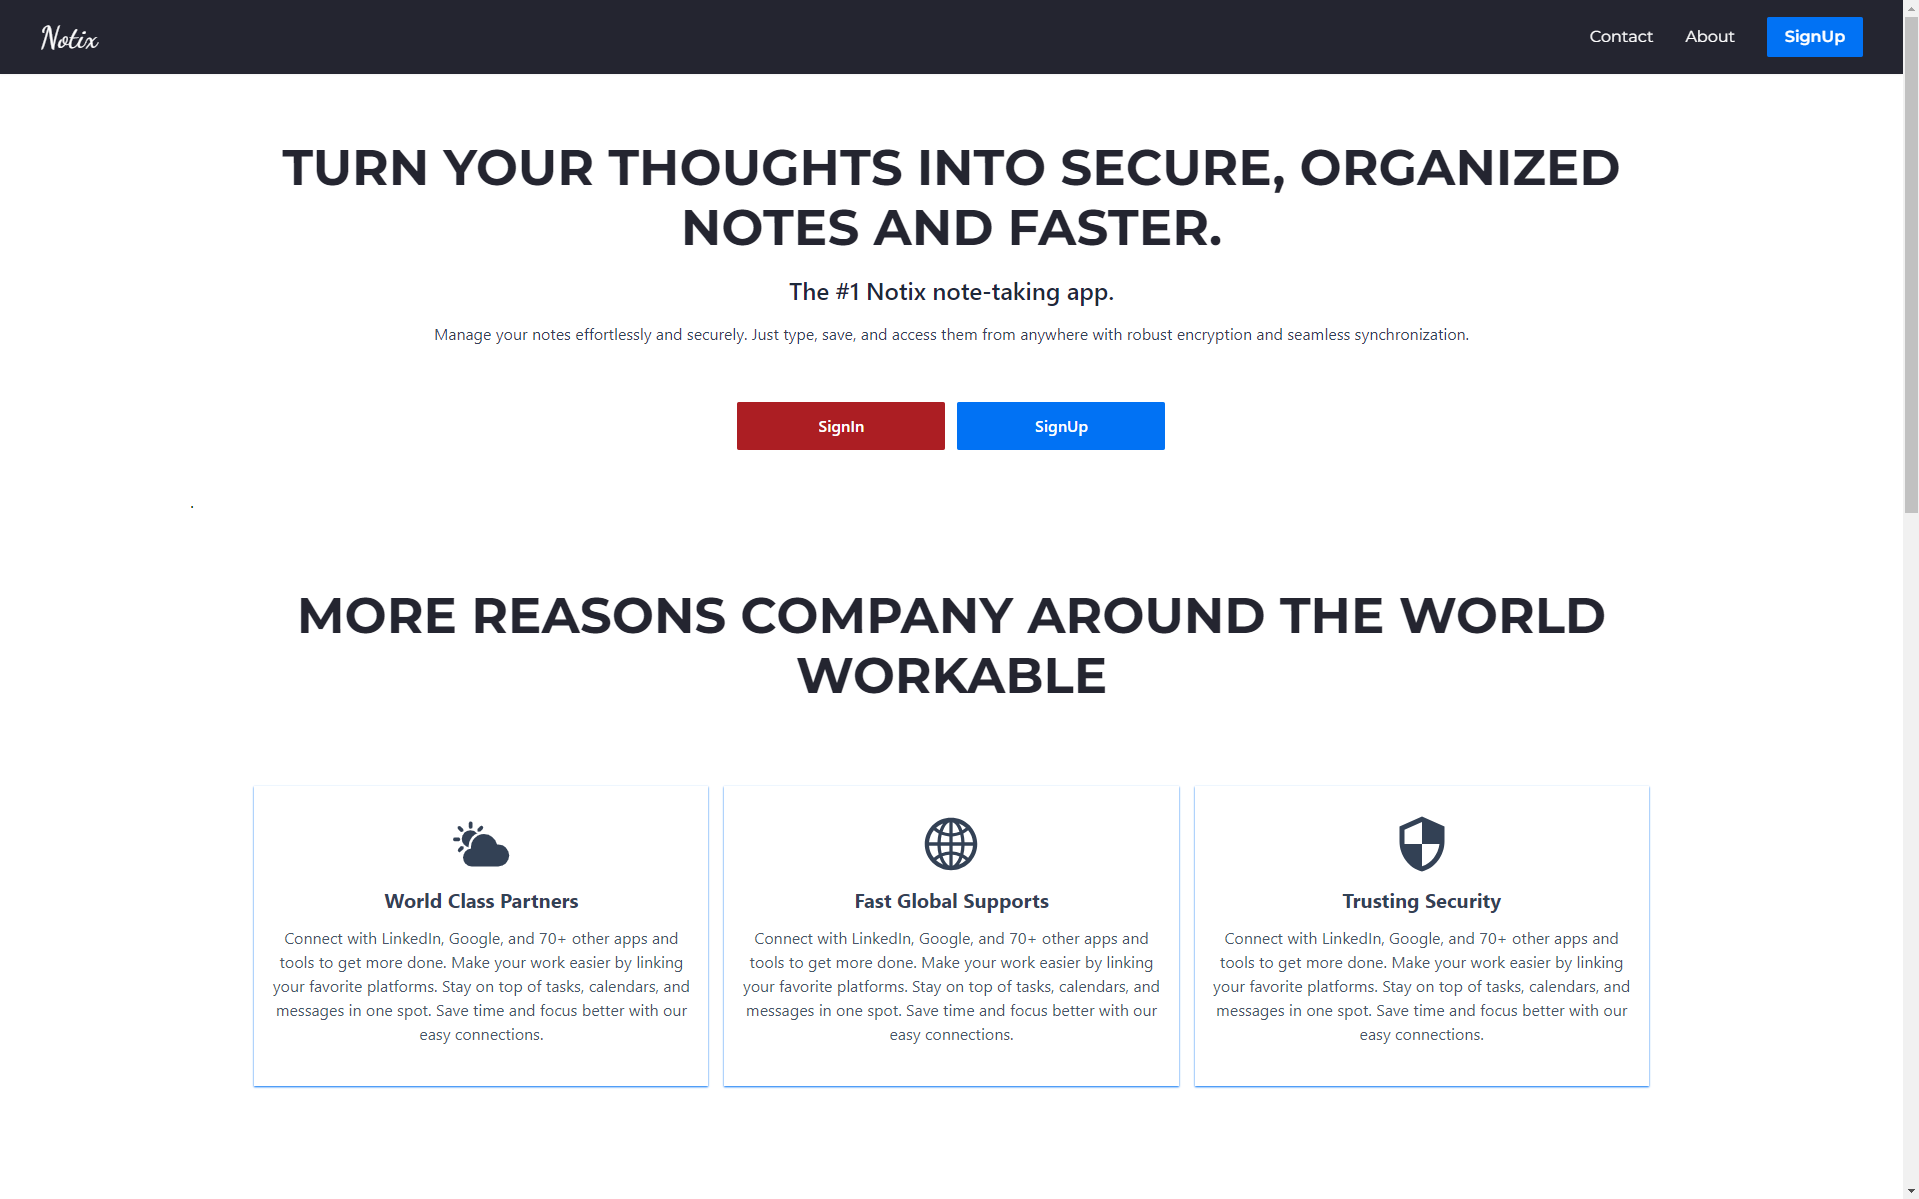 Notix
Contact
About
SignUp
TURN YOUR THOUGHTS INTO SECURE, ORGANIZED
NOTES AND FASTER.
The #1 Notix note-taking app.
Manage your notes effortlessly and securely. Just type, save, and access them from anywhere with robust encryption and seamless synchronization.
SignIn
SignUp
.
MORE REASONS COMPANY AROUND THE WORLD
WORKABLE
World Class Partners
Connect with LinkedIn, Google, and 70+ other apps and
tools to get more done. Make your work easier by linking
your favorite platforms. Stay on top of tasks, calendars, and
messages in one spot. Save time and focus better with our
easy connections.
Fast Global Supports
Connect with LinkedIn, Google, and 70+ other apps and
tools to get more done. Make your work easier by linking
your favorite platforms. Stay on top of tasks, calendars, and
messages in one spot. Save time and focus better with our
easy connections.
Trusting Security
Connect with LinkedIn, Google, and 70+ other apps and
tools to get more done. Make your work easier by linking
your favorite platforms. Stay on top of tasks, calendars, and
messages in one spot. Save time and focus better with our
easy connections.